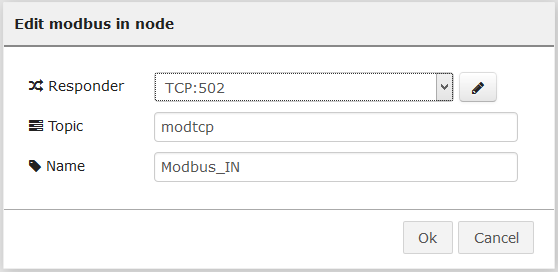 Edit modbus in node
Responder TCP:502
Topic modtcp
Name Modbus_IN
Ok Cancel